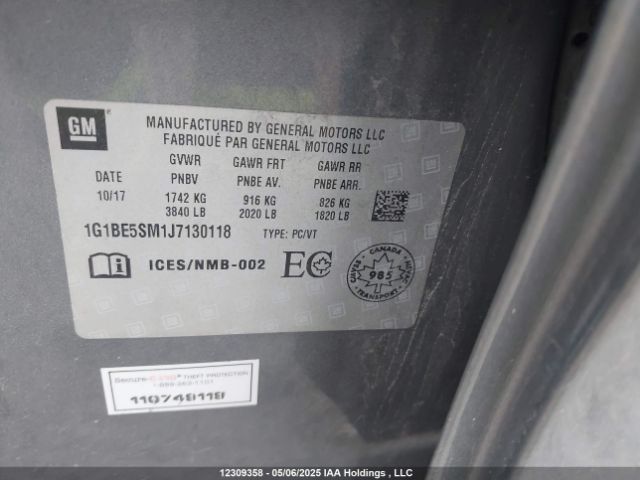 GM
MANUFACTURED BY GENERAL MOTORS LLC
FABRIQUÉ PAR GENERAL MOTORS LLC
GVWR GAWR FRT GAWR RR
DATE PNBV PNBE AV. PNBE ARR.
10/17 1742 KG 916 KG 826 KG
3840 LB 2020 LB 1820 LB
1G1BE5SM1J7130118 TYPE: PC/VT
ICES/NMB-002 EC
CANADA
985
TRANSPORT
THEFT PROTECTION
110748118
12309358 - 05/06/2025 IAA Holdings , LLC